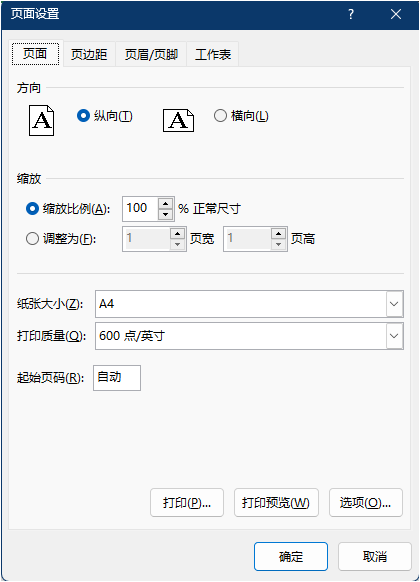 页面设置 ?
页面 页边距 页眉/页脚 工作表
方向
A 纵向(T) A 横向(L)
缩放
缩放比例(A): 100 % 正常尺寸
调整为(F): 1 页宽 1 页高
纸张大小(Z): A4
打印质量(Q): 600 点/英寸
起始页码(R): 自动
打印(P)... 打印预览(W) 选项(O)...
确定 取消